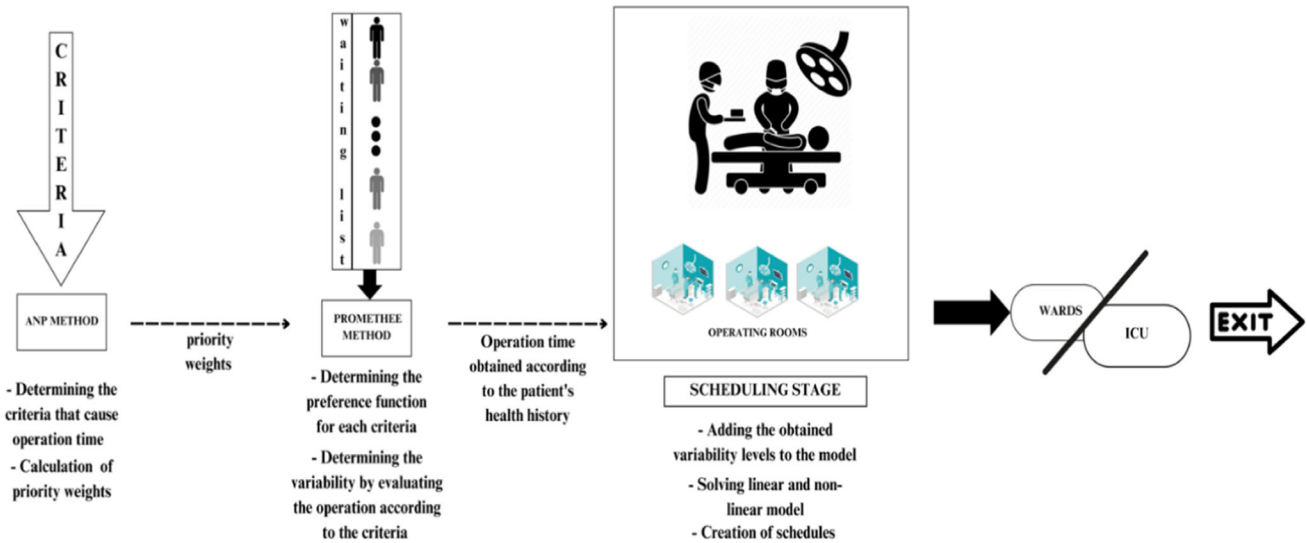 CRITERIA
ANP METHOD
- Determining the
criteria that cause
operation time
- Calculation of
priority weights
priority
weights
waiting list
PROMETHEE
METHOD
- Determining the
preference function
for each criteria
- Determining the
variability by evaluating
the operation according
to the criteria
Operation time
obtained according
to the patient's
health history
OPERATING ROOMS
SCHEDULING STAGE
- Adding the obtained
variability levels to the model
- Solving linear and non-
linear model
- Creation of schedules
WARDS
ICU
EXIT